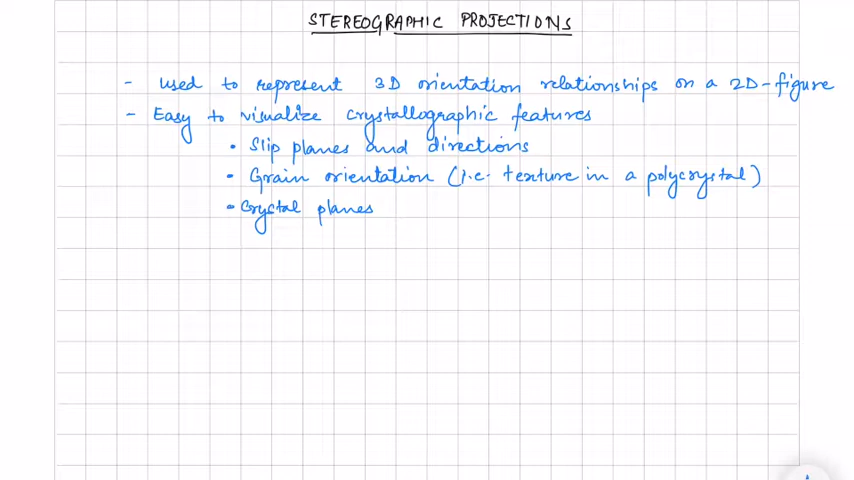 STEREOGRAPHIC PROJECTIONS
- used to represent 3D orientation relationships on a 2D-figure
- Easy to visualize crystallographic features
• Slip planes and directions
• Grain orientation (i.e. texture in a polycrystal)
• Crystal planes